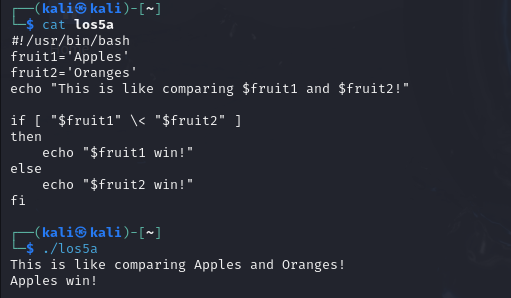 ┌──(kali㉿kali)-[~]
└─$ cat los5a
#!/usr/bin/bash
fruit1='Apples'
fruit2='Oranges'
echo "This is like comparing $fruit1 and $fruit2!"

if [ "$fruit1" \< "$fruit2" ]
then
    echo "$fruit1 win!"
else
    echo "$fruit2 win!"
fi

┌──(kali㉿kali)-[~]
└─$ ./los5a
This is like comparing Apples and Oranges!
Apples win!